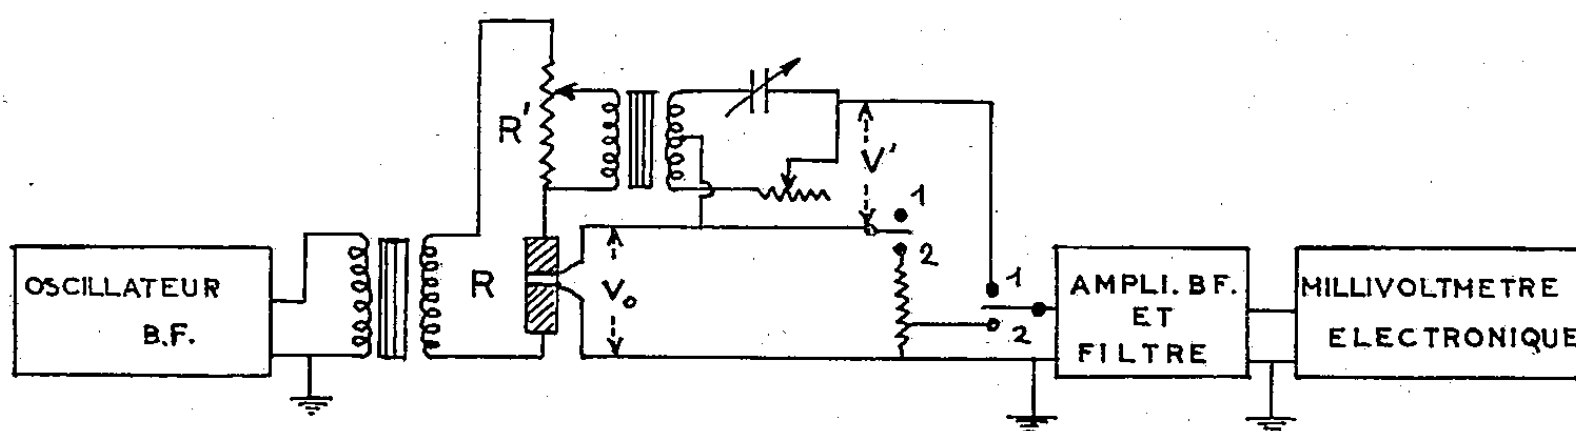 OSCILLATEUR
B.F.
R'
R
V₀
V'
1
2
1
2
AMPLI. B F.
ET
FILTRE
MILLIVOLTMETRE
ELECTRONIQUE